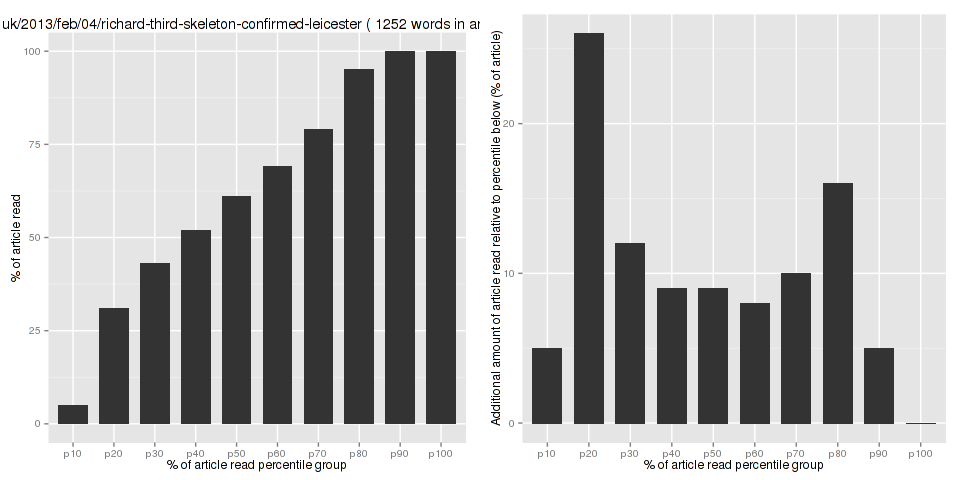 uk/2013/feb/04/richard-third-skeleton-confirmed-leicester ( 1252 words in ar
% of article read
100
75
50
25
0
p10 p20 p30 p40 p50 p60 p70 p80 p90 p100
% of article read percentile group
Additional amount of article read relative to percentile below (% of article)
20
10
0
p10 p20 p30 p40 p50 p60 p70 p80 p90 p100
% of article read percentile group